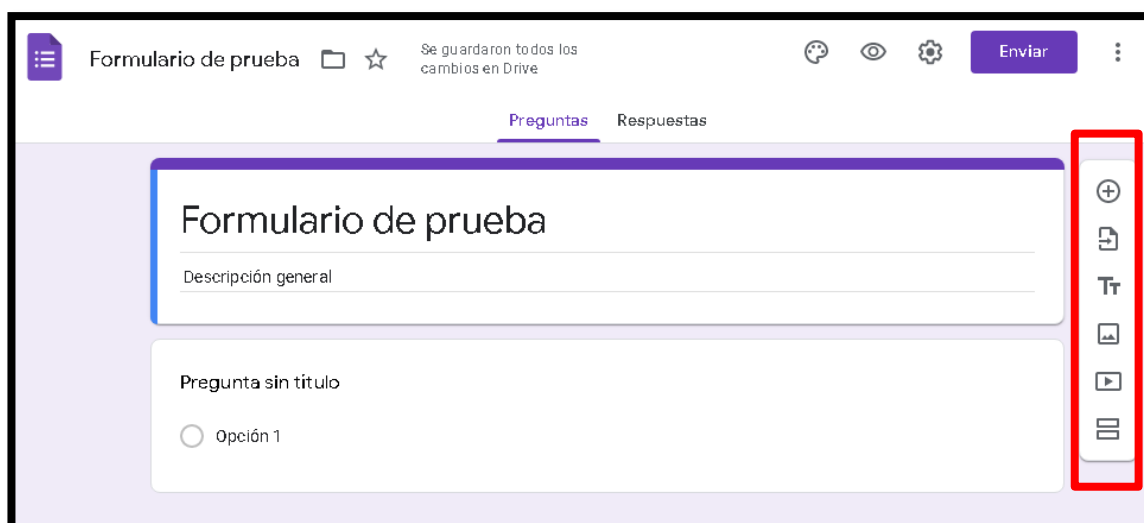 Formulario de prueba
Se guardaron todos los
cambios en Drive
Enviar
Preguntas Respuestas
Formulario de prueba
Descripción general
Pregunta sin título
Opción 1
Tт